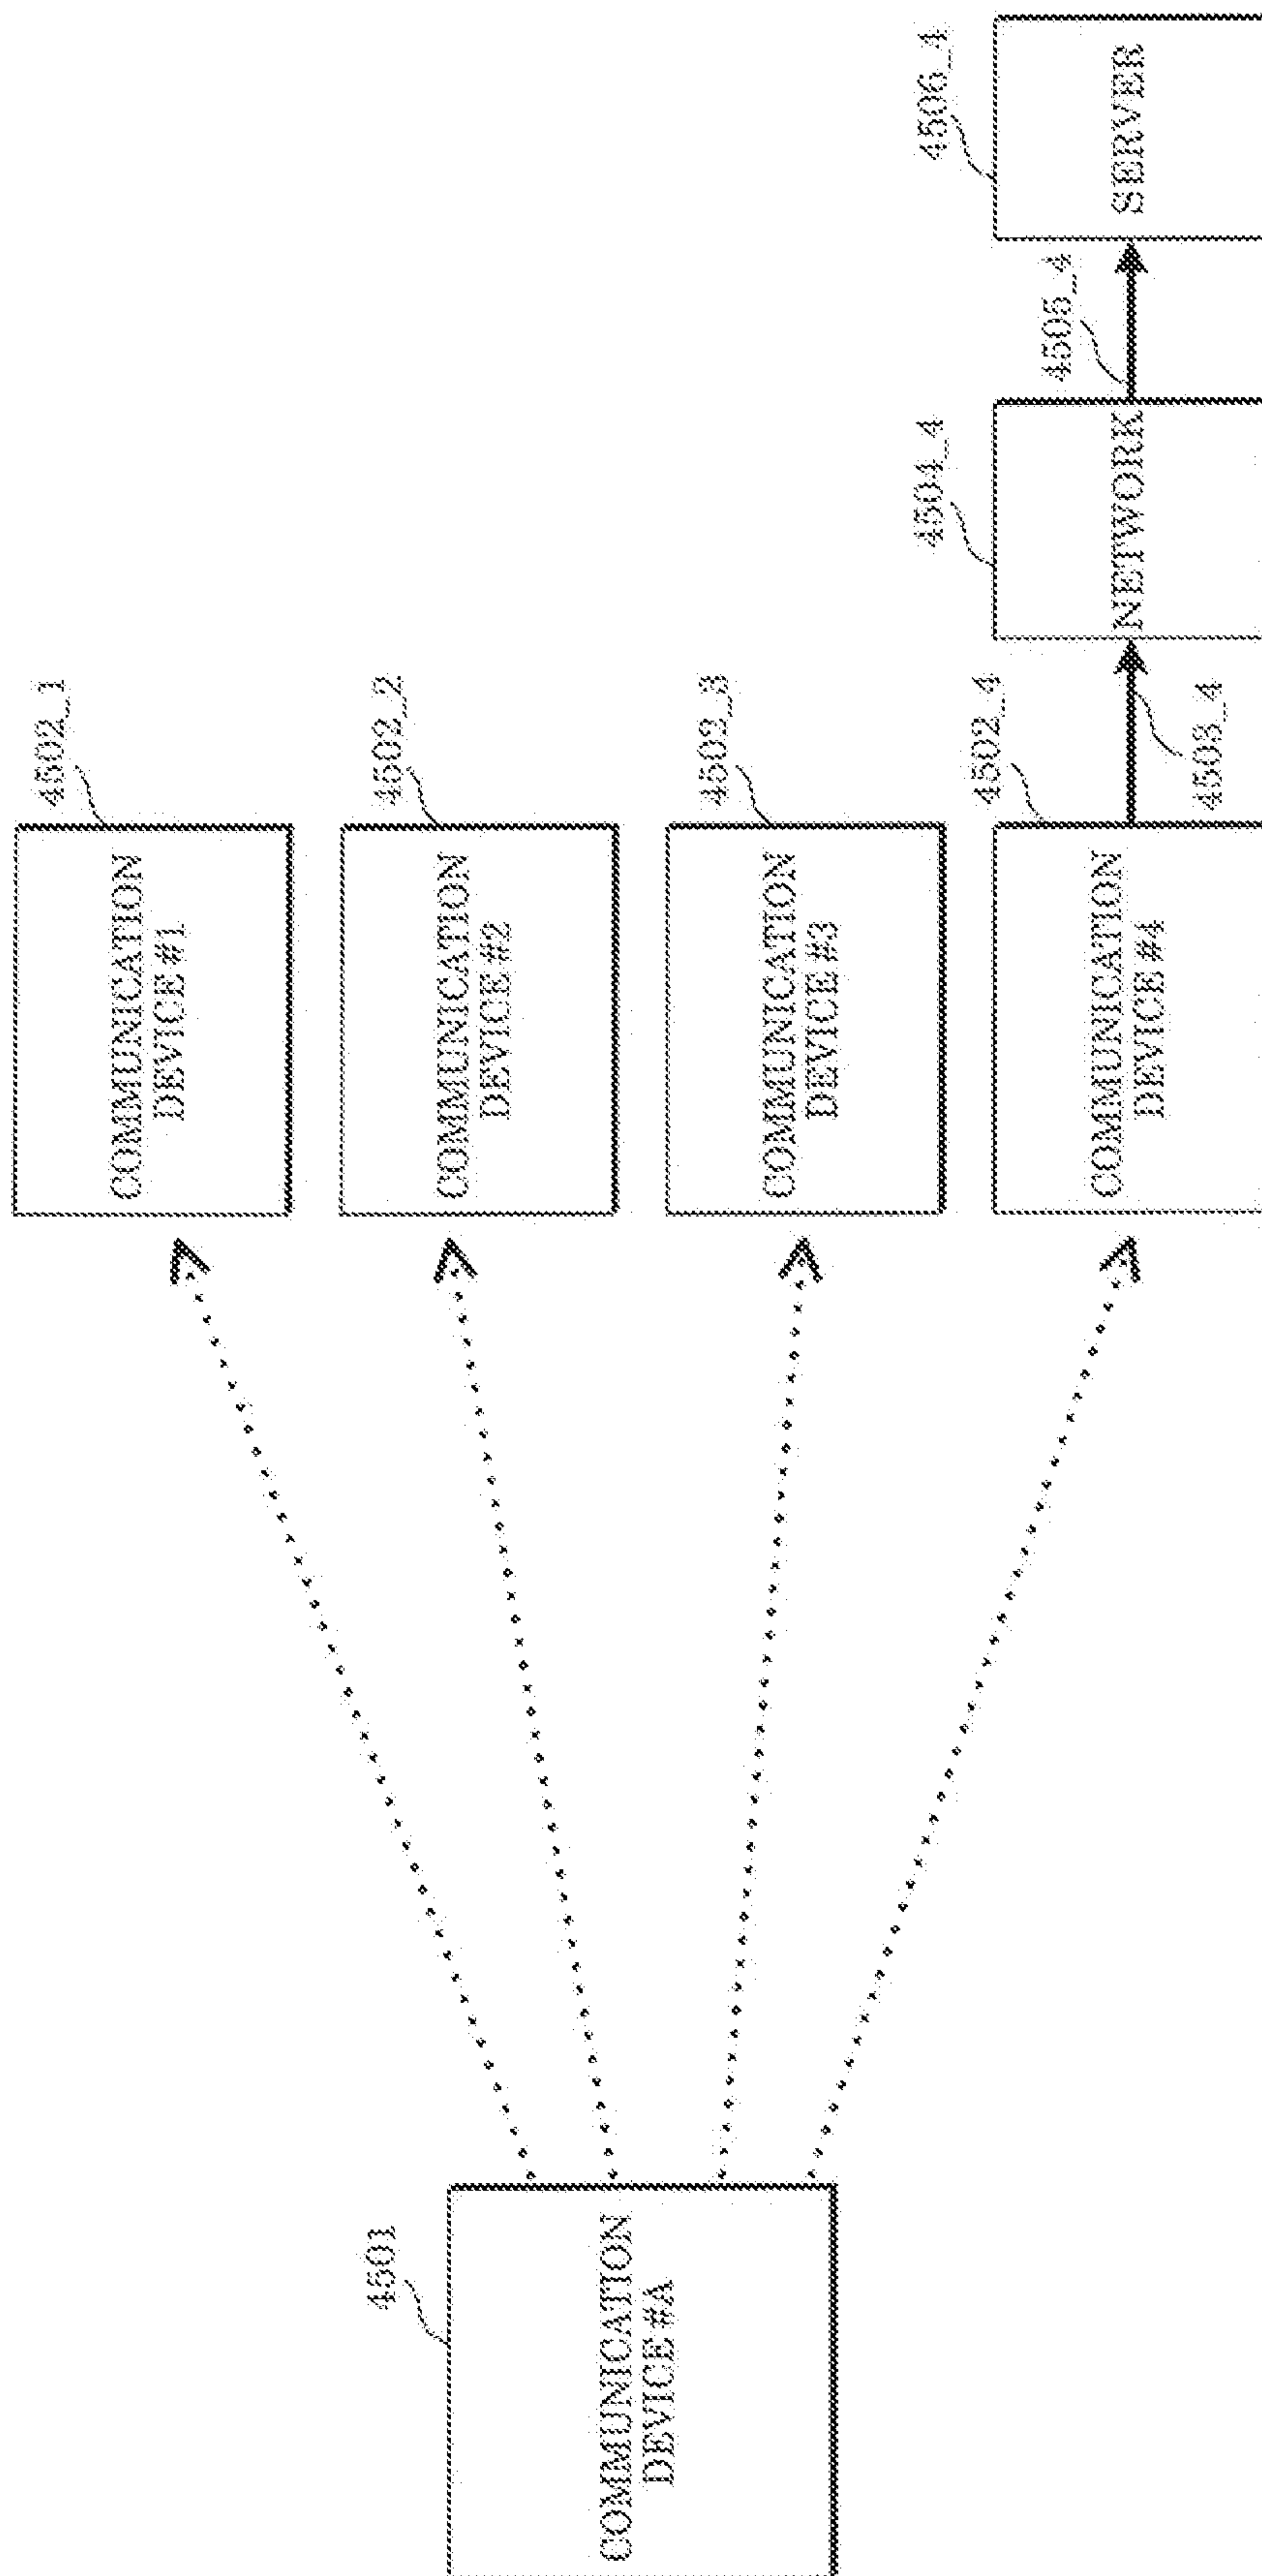 4501
COMMUNICATION
DEVICE #A
4502_1
COMMUNICATION
DEVICE #1
4502_2
COMMUNICATION
DEVICE #2
4502_3
COMMUNICATION
DEVICE #3
4502_4
COMMUNICATION
DEVICE #4
4503_4
4504_4
NETWORK
4505_4
4506_4
SERVER